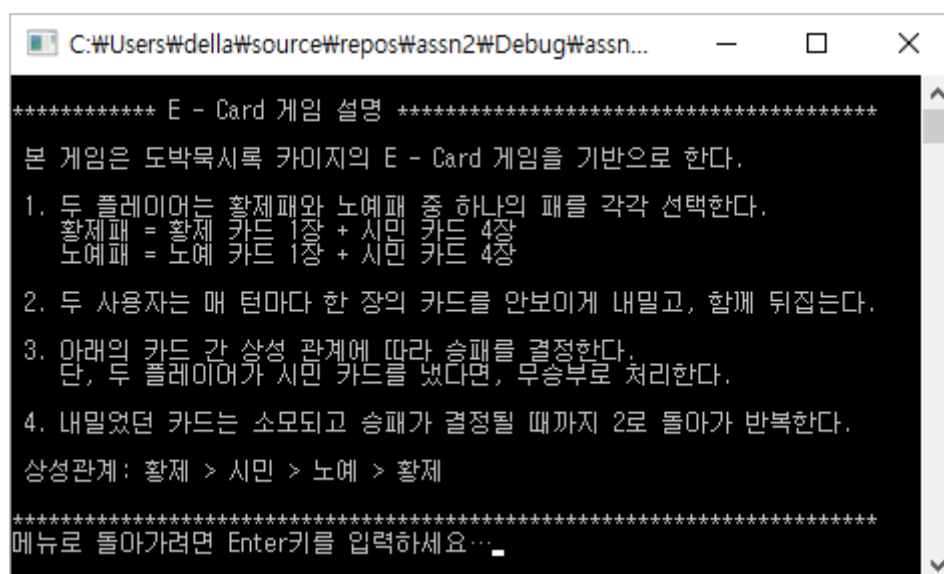 C:₩Users₩della₩source₩repos₩assn2₩Debug₩assn...
************ E - Card 게임 설명 ****************************************
본 게임은 도박묵시록 카이지의 E - Card 게임을 기반으로 한다.
1. 두 플레이어는 황제패와 노예패 중 하나의 패를 각각 선택한다.
황제패 = 황제 카드 1장 + 시민 카드 4장
노예패 = 노예 카드 1장 + 시민 카드 4장
2. 두 사용자는 매 턴마다 한 장의 카드를 안보이게 내밀고, 함께 뒤집는다.
3. 아래의 카드 간 상성 관계에 따라 승패를 결정한다.
단, 두 플레이어가 시민 카드를 냈다면, 무승부로 처리한다.
4. 내밀었던 카드는 소모되고 승패가 결정될 때까지 2로 돌아가 반복한다.
상성관계: 황제 > 시민 > 노예 > 황제
************************************************************************
메뉴로 돌아가려면 Enter키를 입력하세요…